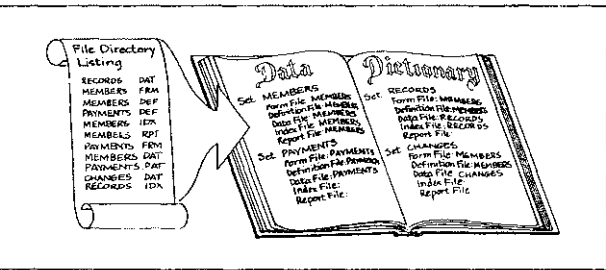 File Directory
Listing
RECORDS DAT
MEMBERS FRM
MEMBERS DEF
PAYMENTS DEF
MEMBERS IDX
MEMBERS RPT
PAYMENTS FRM
MEMBERS DAT
PAYMENTS DAT
CHANGES DAT
RECORDS IDX
Data Dictionary
Set: MEMBERS
Form File: MEMBERS
Definition File: MEMBERS
Data File: MEMBERS
Index File: MEMBERS
Report File: MEMBERS
Set: PAYMENTS
Form File: PAYMENTS
Definition File: PAYMENTS
Data File: PAYMENTS
Index File:
Report File:
Set: RECORDS
Form File: MEMBERS
Definition File: MEMBERS
Data File: RECORDS
Index File: RECORDS
Report File:
Set: CHANGES
Form File: MEMBERS
Definition File: MEMBERS
Data File CHANGES
Index File:
Report File